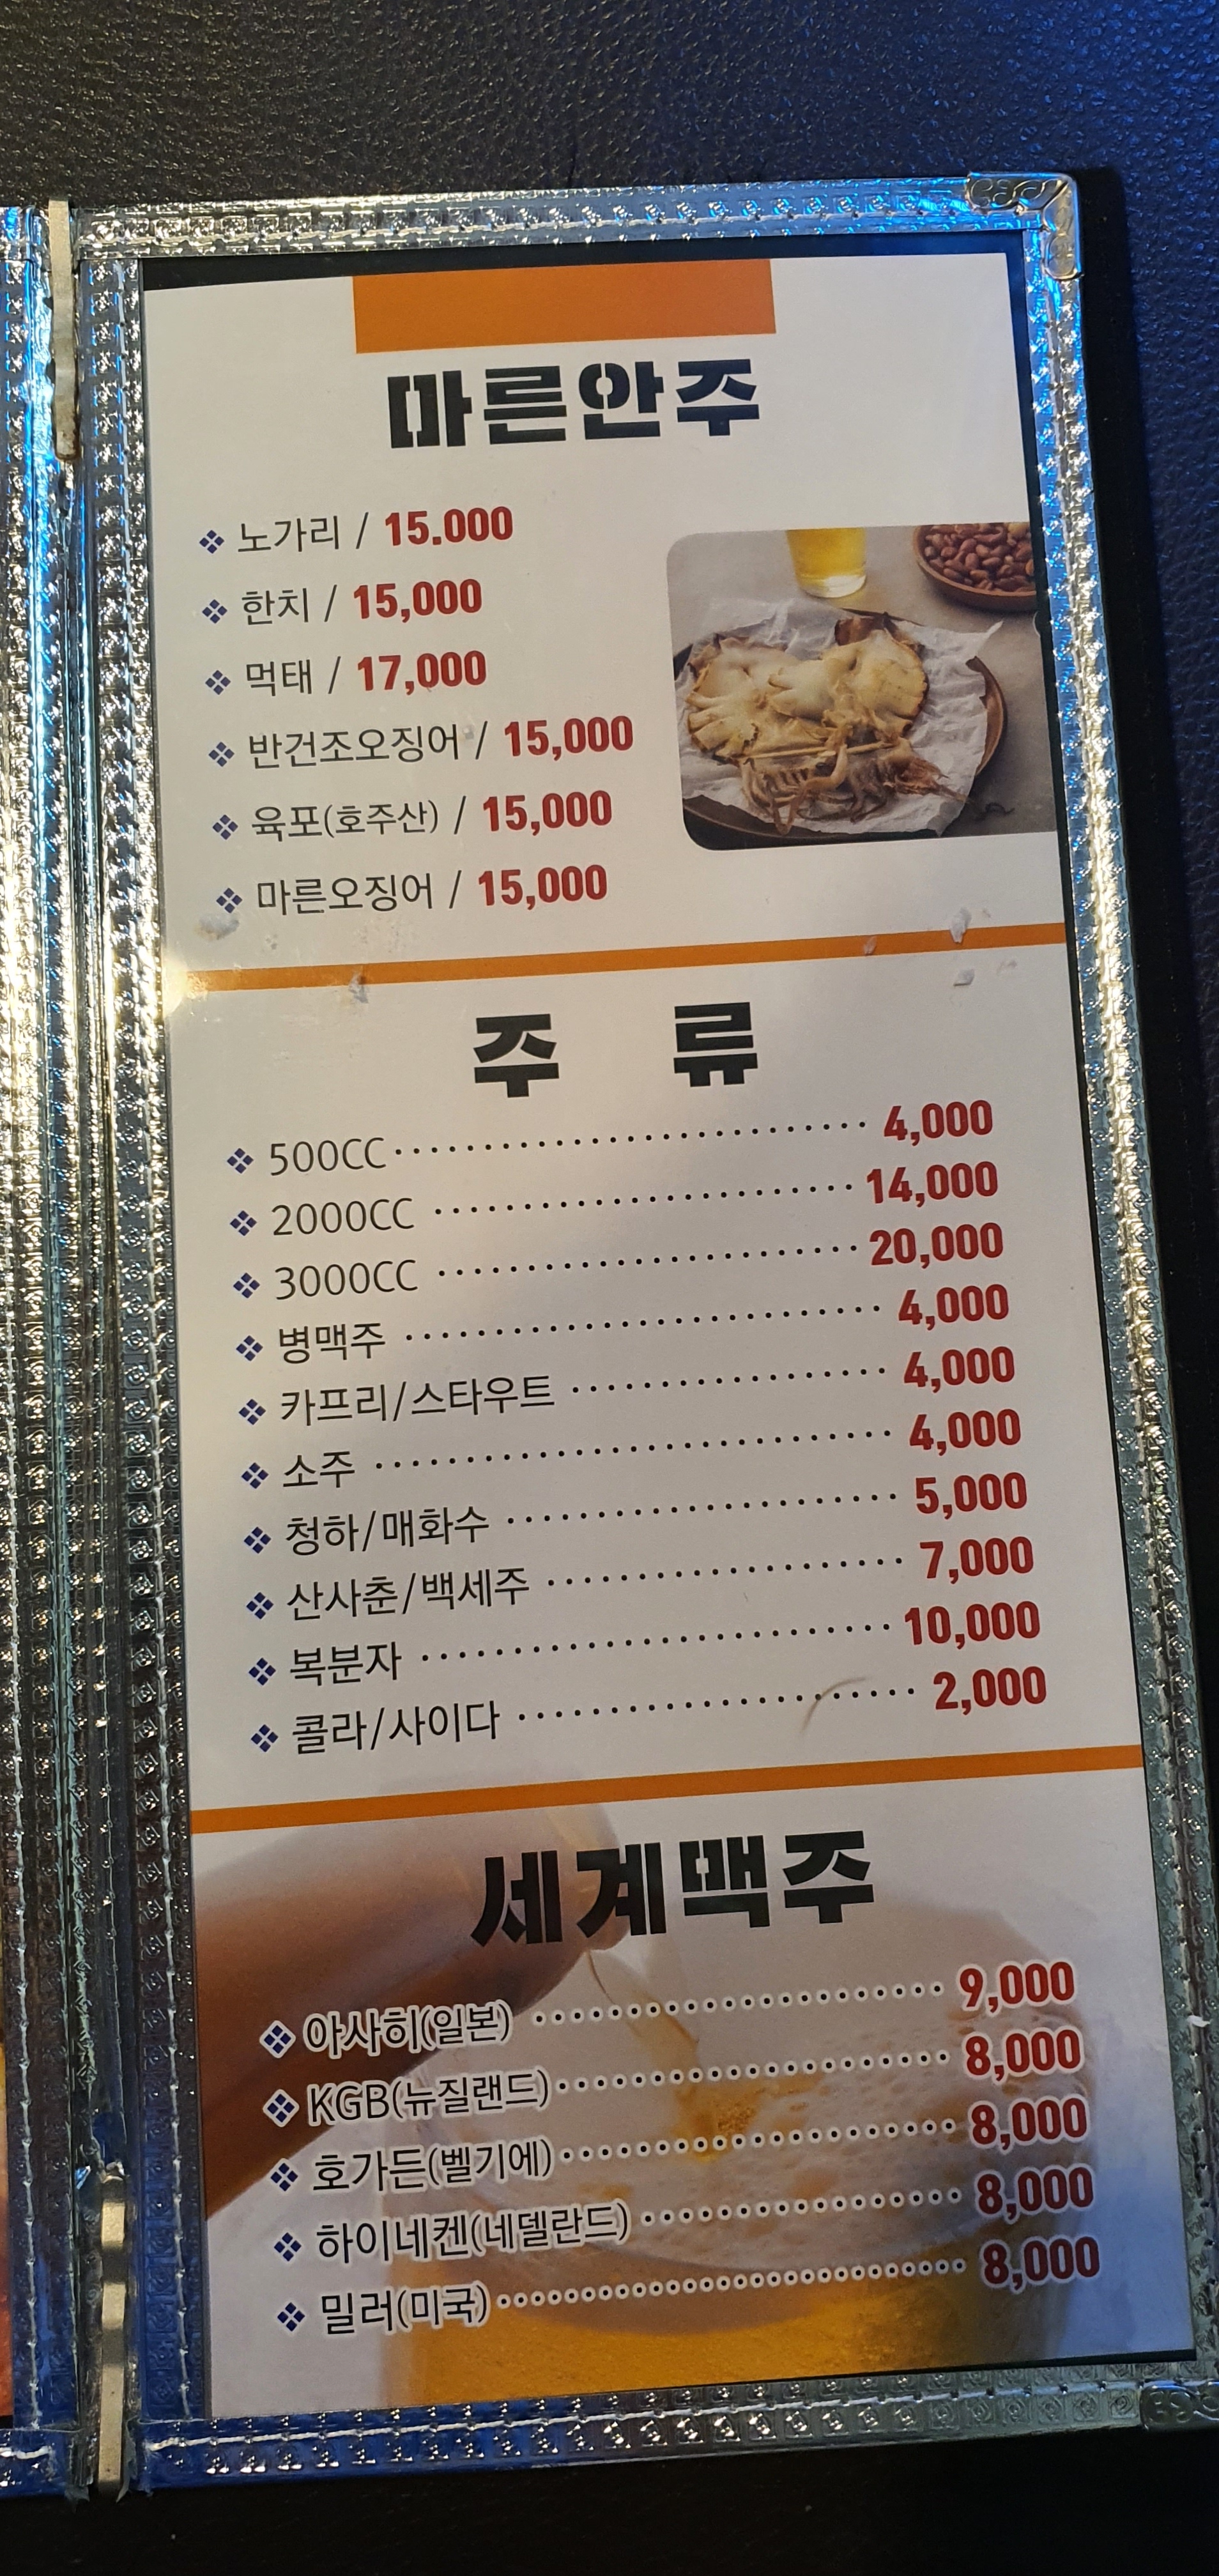 마른안주
노가리 / 15.000
한치 / 15,000
먹태 / 17,000
반건조오징어 / 15,000
육포(호주산) / 15,000
마른오징어 / 15,000
주 류
500CC 4,000
2000CC 14,000
3000CC 20,000
병맥주 4,000
카프리/스타우트 4,000
소주 4,000
청하/매화수 5,000
산사춘/백세주 7,000
복분자 10,000
콜라/사이다 2,000
세계맥주
아사히(일본) 9,000
KGB(뉴질랜드) 8,000
호가든(벨기에) 8,000
하이네켄(네델란드) 8,000
밀러(미국) 8,000